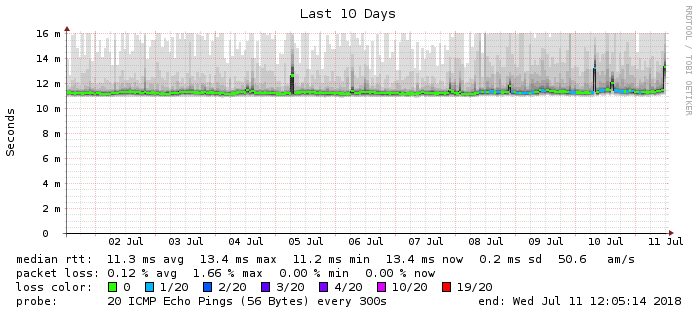 Last 10 Days
RRDTOOL / TOBI OETIKER
Seconds
16 m
14 m
12 m
10 m
8 m
6 m
4 m
2 m
0
02 Jul 03 Jul 04 Jul 05 Jul 06 Jul 07 Jul 08 Jul 09 Jul 10 Jul 11 Jul
median rtt: 11.3 ms avg 13.4 ms max 11.2 ms min 13.4 ms now 0.2 ms sd 50.6 am/s
packet loss: 0.12 % avg 1.66 % max 0.00 % min 0.00 % now
loss color: 0 1/20 2/20 3/20 4/20 10/20 19/20
probe: 20 ICMP Echo Pings (56 Bytes) every 300s end: Wed Jul 11 12:05:14 2018